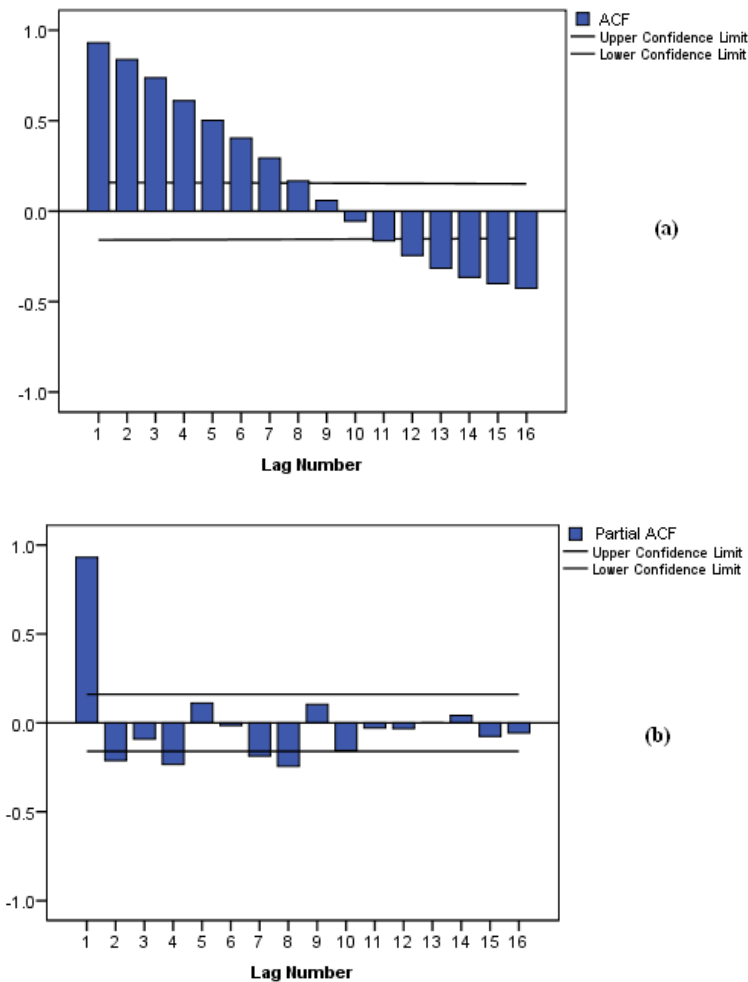 ACF
Upper Confidence Limit
Lower Confidence Limit
1.0
0.5
0.0
-0.5
-1.0
1 2 3 4 5 6 7 8 9 10 11 12 13 14 15 16
Lag Number
(a)
Partial ACF
Upper Confidence Limit
Lower Confidence Limit
1.0
0.5
0.0
-0.5
-1.0
1 2 3 4 5 6 7 8 9 10 11 12 13 14 15 16
Lag Number
(b)